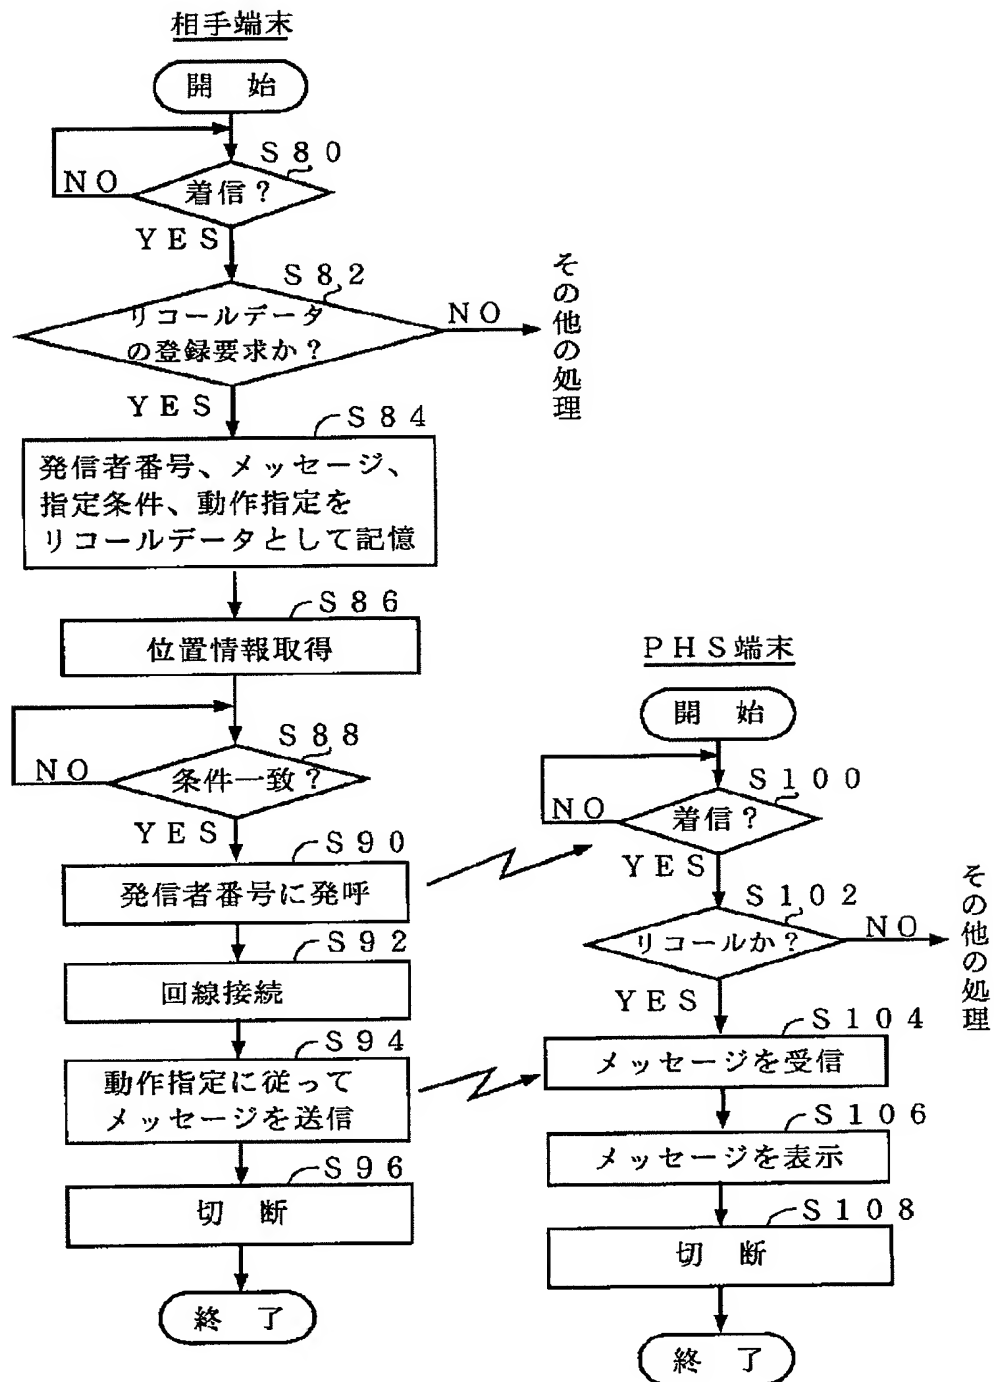 相手端末
開 始
S80
着信?
NO
YES
S82
リコールデータ
の登録要求か?
NO
その他の処理
YES
S84
発信者番号、メッセージ、
指定条件、動作指定を
リコールデータとして記憶
S86
位置情報取得
S88
条件一致?
NO
YES
S90
発信者番号に発呼
S92
回線接続
S94
動作指定に従って
メッセージを送信
S96
切 断
終 了
PHS端末
開 始
S100
着信?
NO
YES
S102
リコールか?
NO
その他の処理
YES
S104
メッセージを受信
S106
メッセージを表示
S108
切 断
終 了